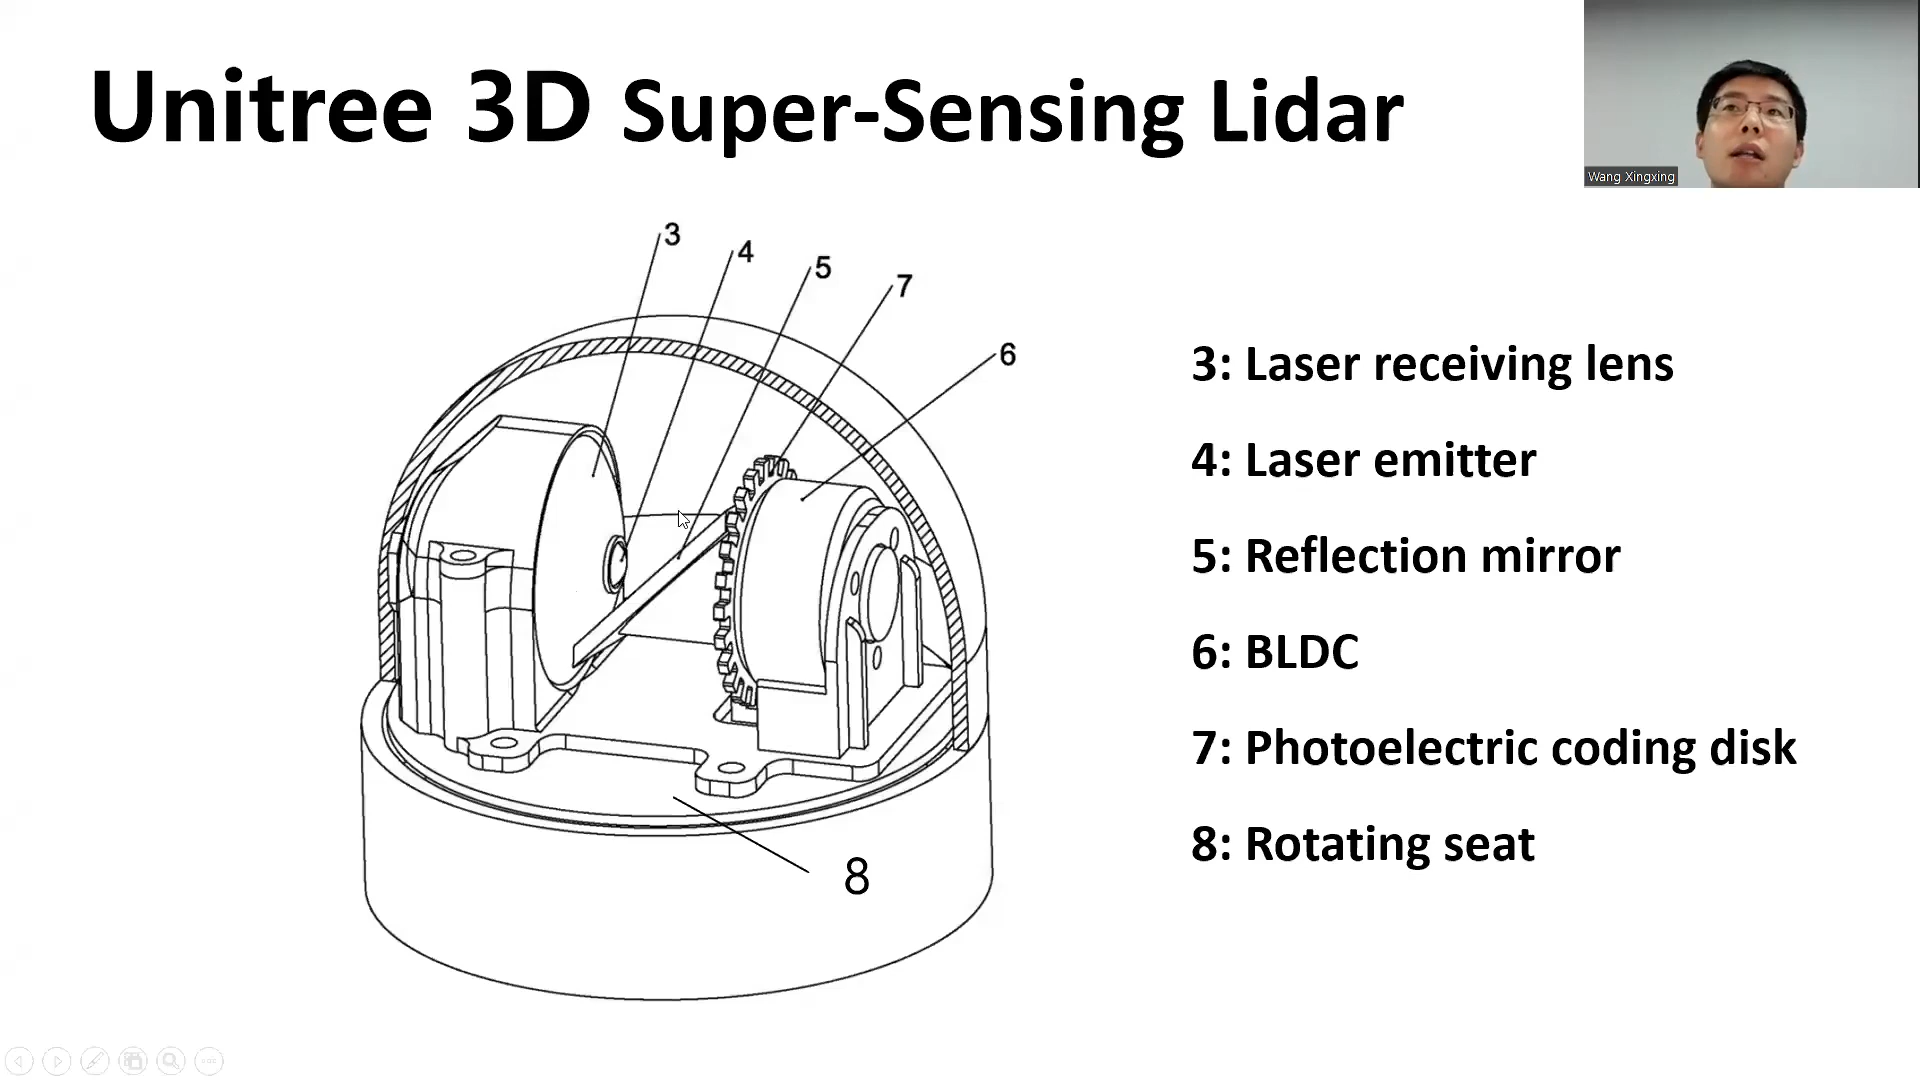 Unitree 3D Super-Sensing Lidar
Wang Xingxing
3
4
5
7
6
8
3: Laser receiving lens
4: Laser emitter
5: Reflection mirror
6: BLDC
7: Photoelectric coding disk
8: Rotating seat